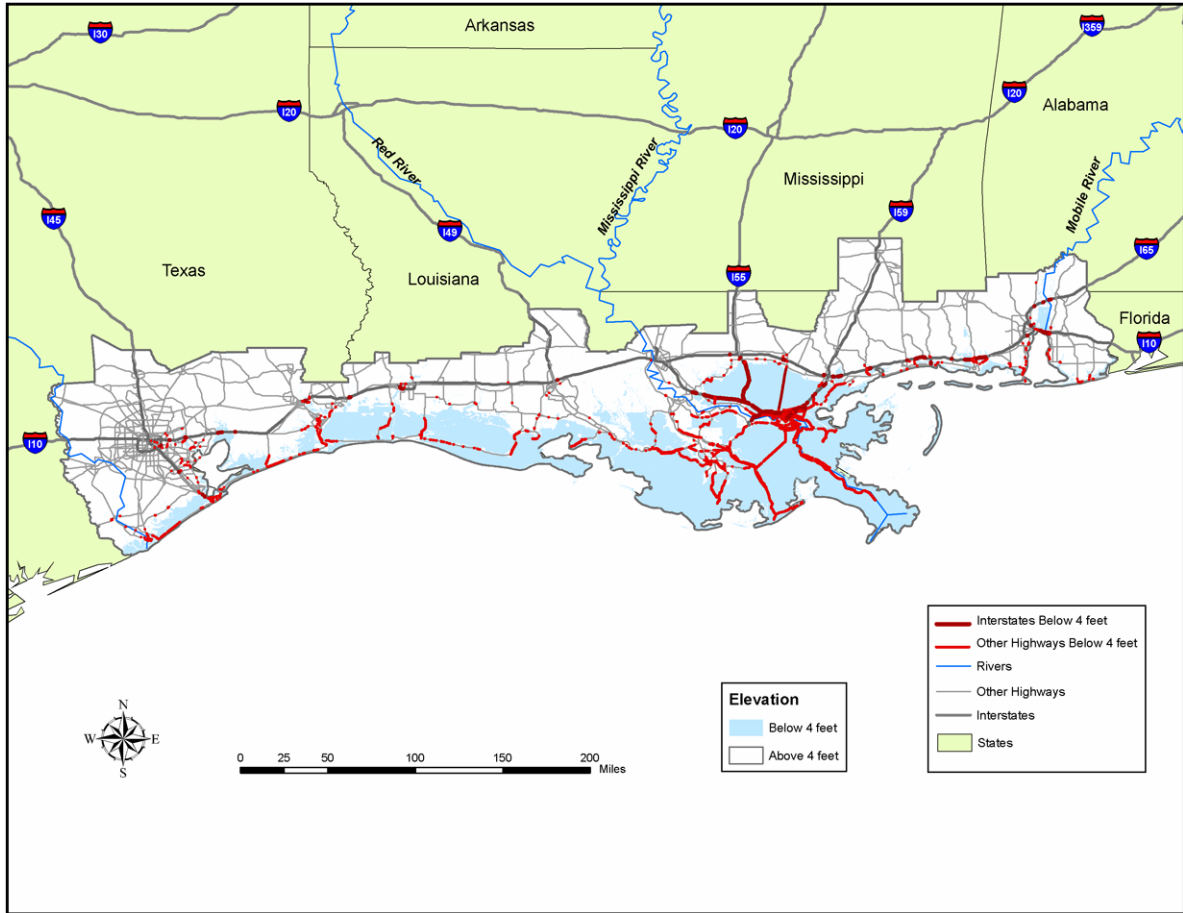 Arkansas
I30
I359
I20
I20
I20
Alabama
Red River
Mississippi River
Mississippi
Mobile River
I45
I49
I59
I65
Texas
Louisiana
I55
Florida
I10
I10
Interstates Below 4 feet
Other Highways Below 4 feet
Rivers
Other Highways
Interstates
States
Elevation
Below 4 feet
Above 4 feet
N
W E
S
0 25 50 100 150 200
Miles